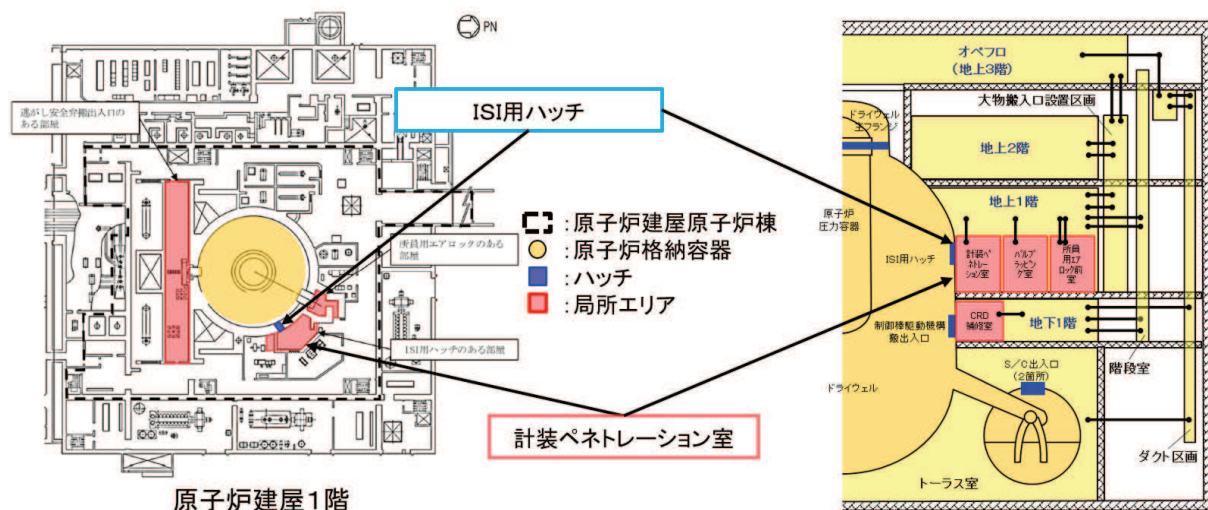 PN
逃がし安全弁搬出入口の
ある部屋
ISI用ハッチ
:原子炉建屋原子炉棟
:原子炉格納容器
:ハッチ
:局所エリア
所員用エアロックのある
部屋
ISI用ハッチのある部屋
計装ペネトレーション室
原子炉建屋1階
オペフロ
(地上3階)
大物搬入口設置区画
ドライウェル
主フランジ
地上2階
地上1階
原子炉
圧力容器
ISI用ハッチ
計装ペ
ネトレー
ション室
バルブ
ラッピン
グ室
所員
用エア
ロック前
室
CRD
補修室
地下1階
制御棒駆動機構
搬出入口
S/C出入口
(2箇所)
階段室
ドライウェル
ダクト区画
トーラス室